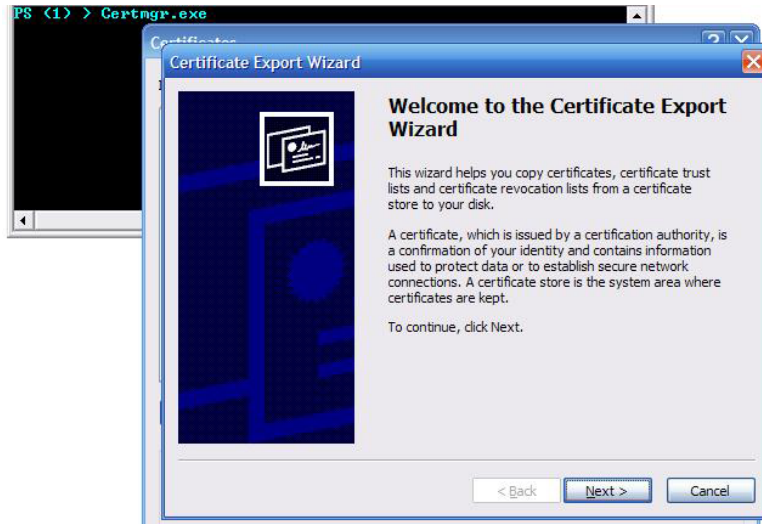 PS (1) > Certmgr.exe
Certificates
Certificate Export Wizard
Welcome to the Certificate Export
Wizard
This wizard helps you copy certificates, certificate trust
lists and certificate revocation lists from a certificate
store to your disk.
A certificate, which is issued by a certification authority, is
a confirmation of your identity and contains information
used to protect data or to establish secure network
connections. A certificate store is the system area where
certificates are kept.
To continue, click Next.
< Back Next > Cancel